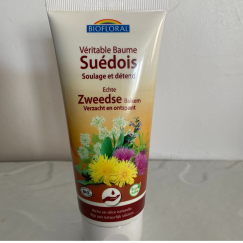 BIOFLORAL
Véritable Baume
Suédois
Soulage et détend
Echte
Zweedse Balsem
Verzacht en ontspant